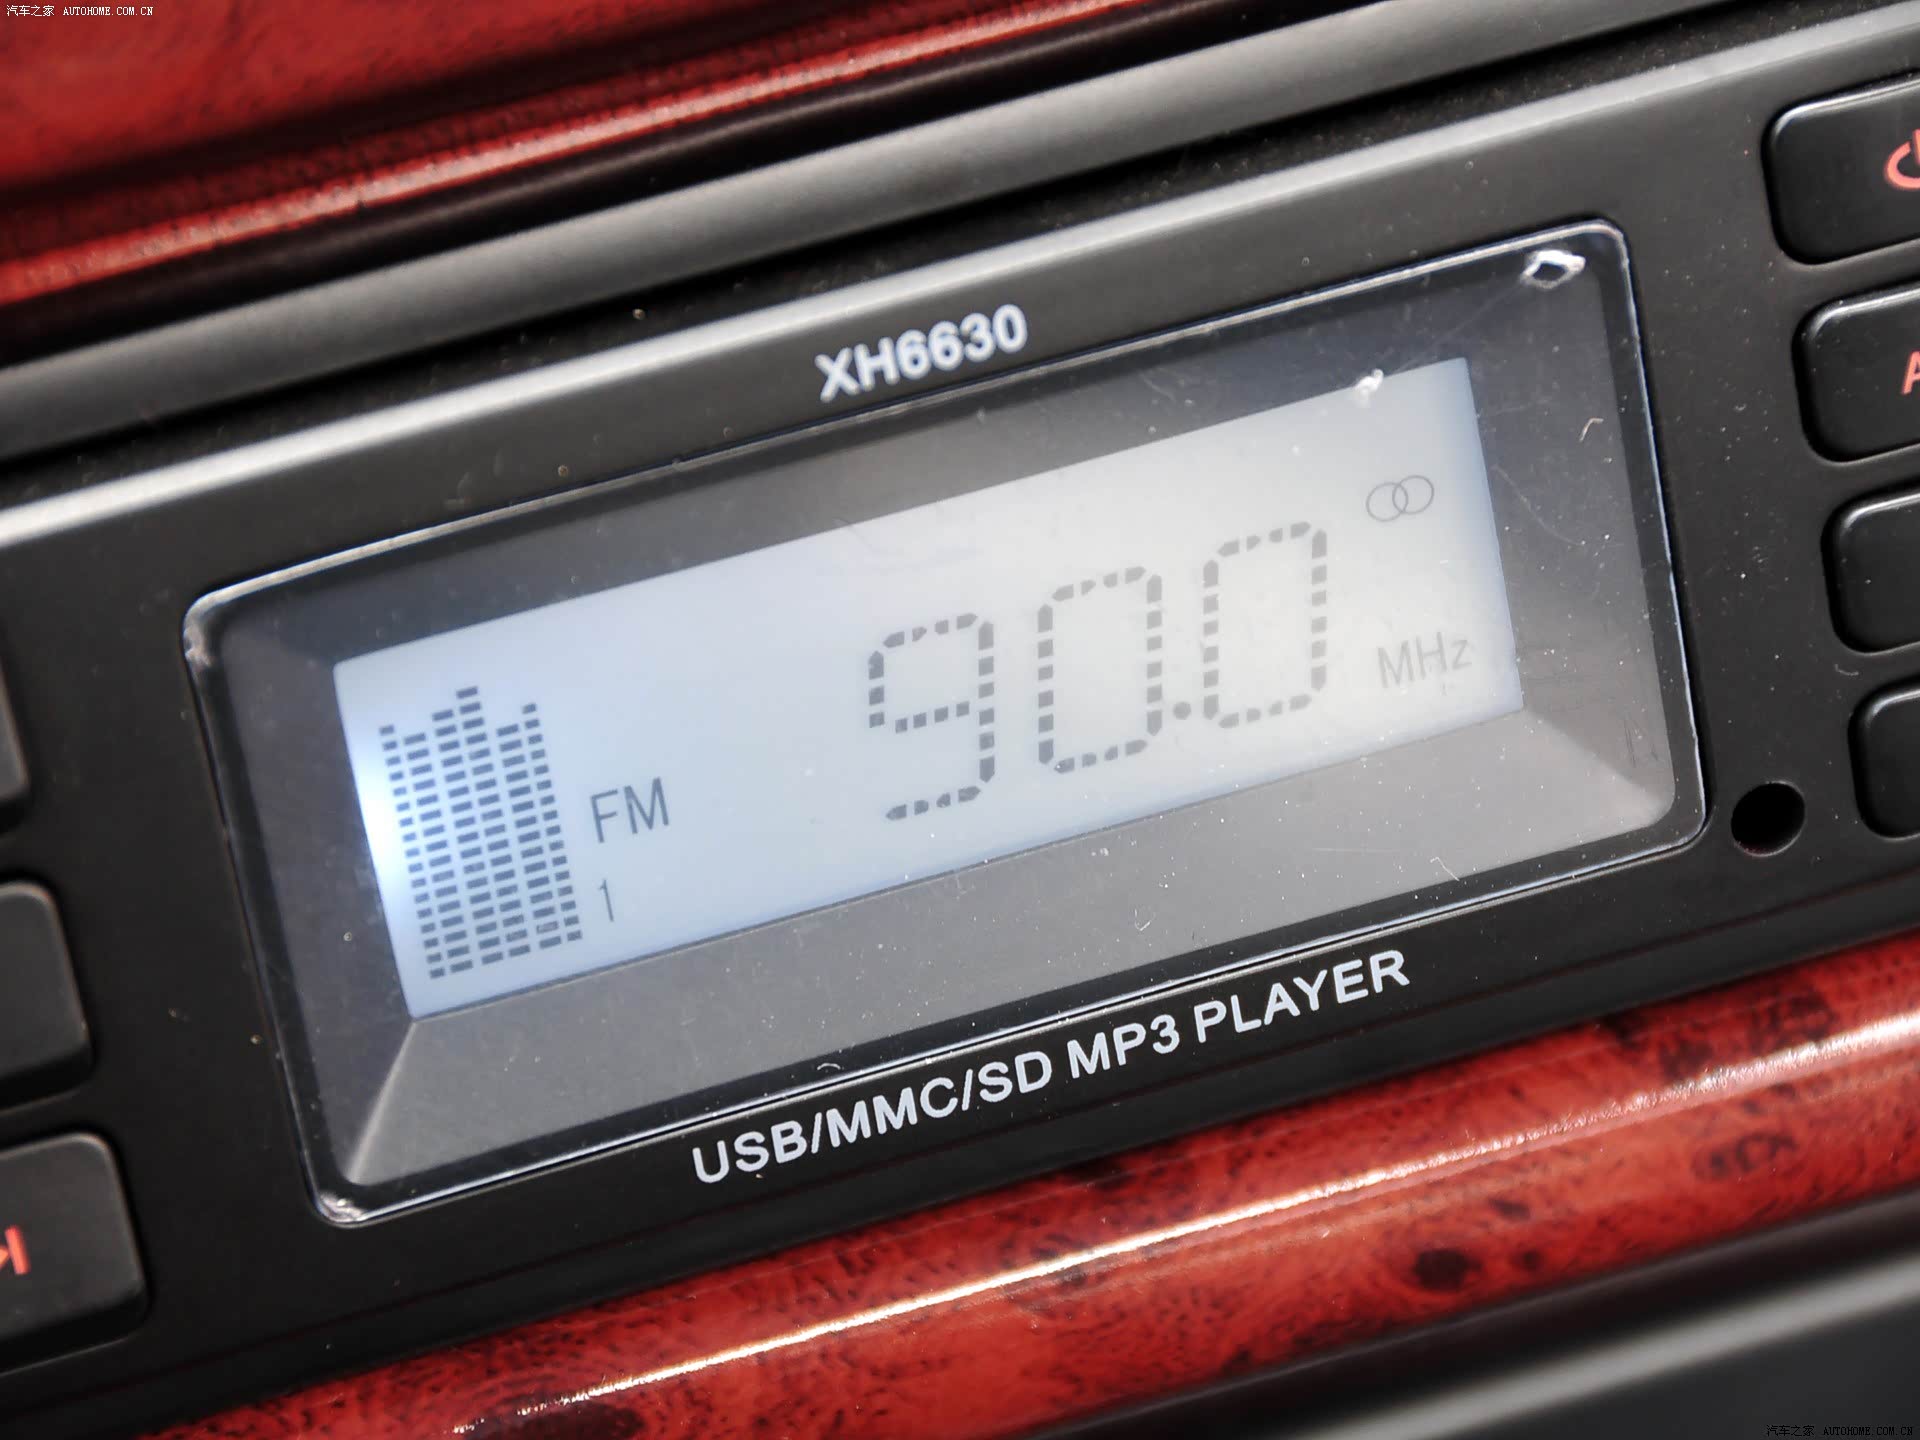 汽车之家 AUTOHOME.COM.CN
XH6630
90.0
MHz
FM
1
USB/MMC/SD MP3 PLAYER
汽车之家 AUTOHOME.COM.CN